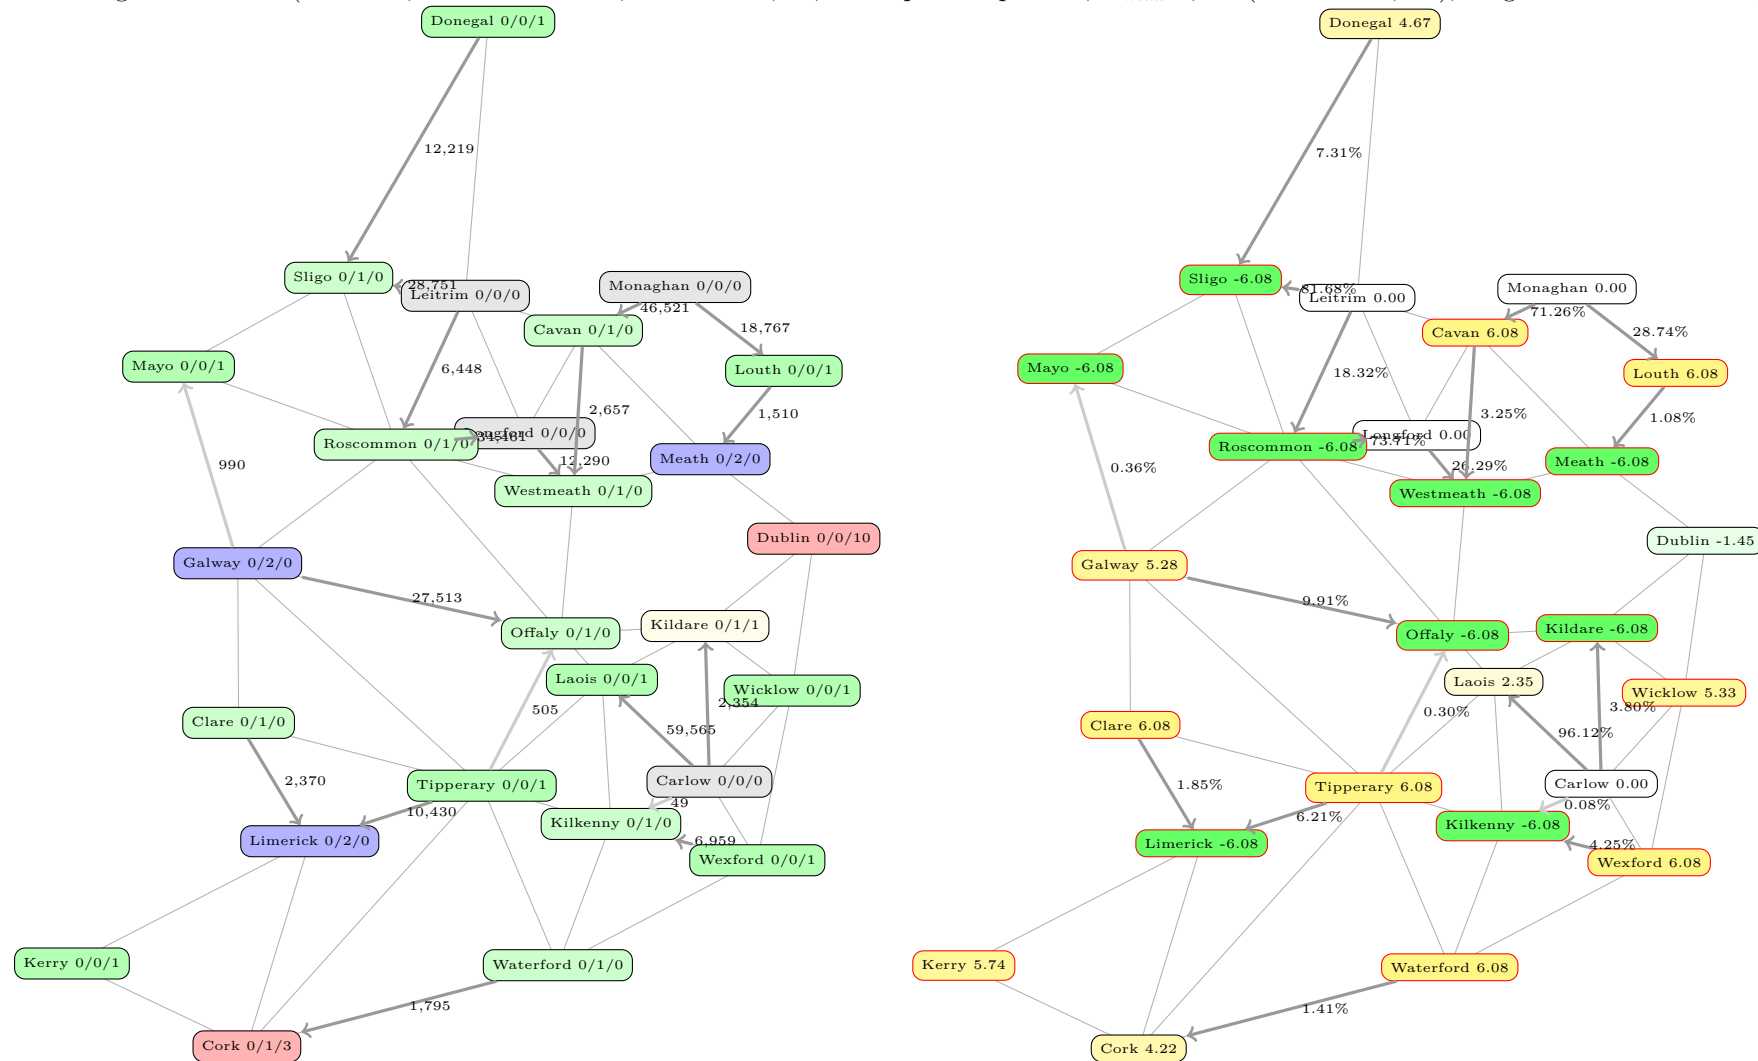 Donegal 0/0/1
Donegal 4.67
12,219
7.31%
Sligo 0/1/0
28,751
Leitrim 0/0/0
Monaghan 0/0/0
46,521
18,767
Cavan 0/1/0
Sligo -6.08
81.68%
Leitrim 0.00
Monaghan 0.00
71.26%
28.74%
Cavan 6.08
Mayo 0/0/1
6,448
Louth 0/0/1
Mayo -6.08
18.32%
Louth 6.08
2,657
1,510
3.25%
1.08%
Roscommon 0/1/0
34,461
Longford 0/0/0
12,290
Meath 0/2/0
Roscommon -6.08
73.71%
Longford 0.00
26.29%
Meath -6.08
990
Westmeath 0/1/0
0.36%
Westmeath -6.08
Dublin 0/0/10
Dublin -1.45
Galway 0/2/0
Galway 5.28
27,513
9.91%
Offaly 0/1/0
Kildare 0/1/1
Offaly -6.08
Kildare -6.08
Laois 0/0/1
Wicklow 0/0/1
Laois 2.35
Wicklow 5.33
505
2,354
0.30%
3.80%
Clare 0/1/0
59,565
Clare 6.08
96.12%
2,370
Tipperary 0/0/1
Carlow 0/0/0
1.85%
Tipperary 6.08
Carlow 0.00
10,430
49
6.21%
0.08%
Limerick 0/2/0
Kilkenny 0/1/0
6,959
Wexford 0/0/1
Limerick -6.08
Kilkenny -6.08
4.25%
Wexford 6.08
Kerry 0/0/1
Waterford 0/1/0
Kerry 5.74
Waterford 6.08
1,795
1.41%
Cork 0/1/3
Cork 4.22